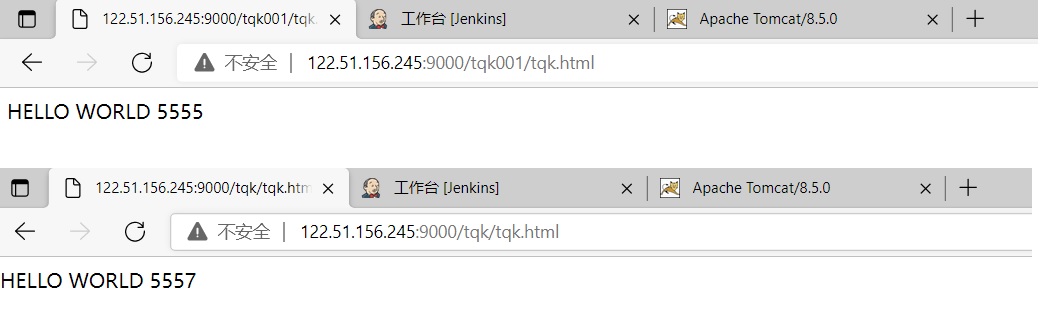 122.51.156.245:9000/tqk001/tqk. 工作台 [Jenkins] Apache Tomcat/8.5.0
不安全 | 122.51.156.245:9000/tqk001/tqk.html
HELLO WORLD 5555
122.51.156.245:9000/tqk/tqk.htm 工作台 [Jenkins] Apache Tomcat/8.5.0
不安全 | 122.51.156.245:9000/tqk/tqk.html
HELLO WORLD 5557